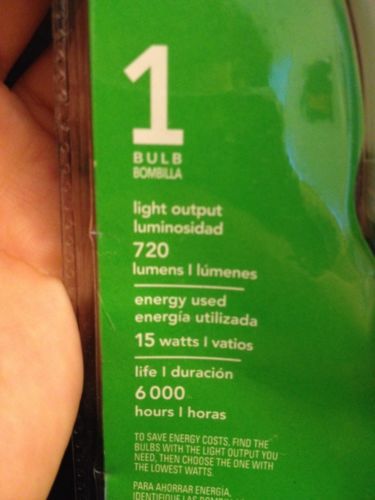 1
BULB
BOMBILLA
light output
luminosidad
720
lumens | lúmenes
energy used
energía utilizada
15 watts | vatios
life | duración
6 000
hours | horas
TO SAVE ENERGY COSTS, FIND THE
BULBS WITH THE LIGHT OUTPUT YOU
NEED, THEN CHOOSE THE ONE WITH
THE LOWEST WATTS.
PARA AHORRAR ENERGÍA,
IDENTIFIQUE LAS